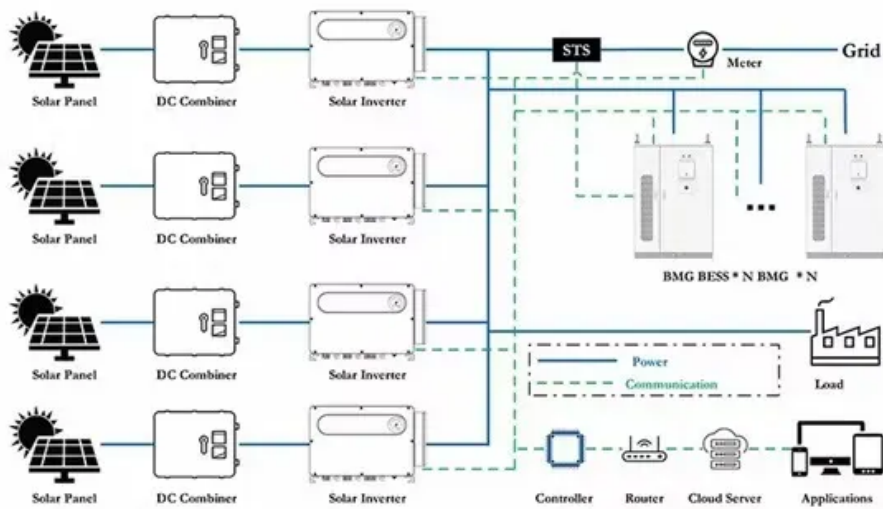 STS
Meter
Grid
Solar Panel DC Combiner Solar Inverter
Solar Panel DC Combiner Solar Inverter
BMG BESS * N BMG * N
Solar Panel DC Combiner Solar Inverter
Power
Communication
Load
Solar Panel DC Combiner Solar Inverter
Controller Router Cloud Server Applications